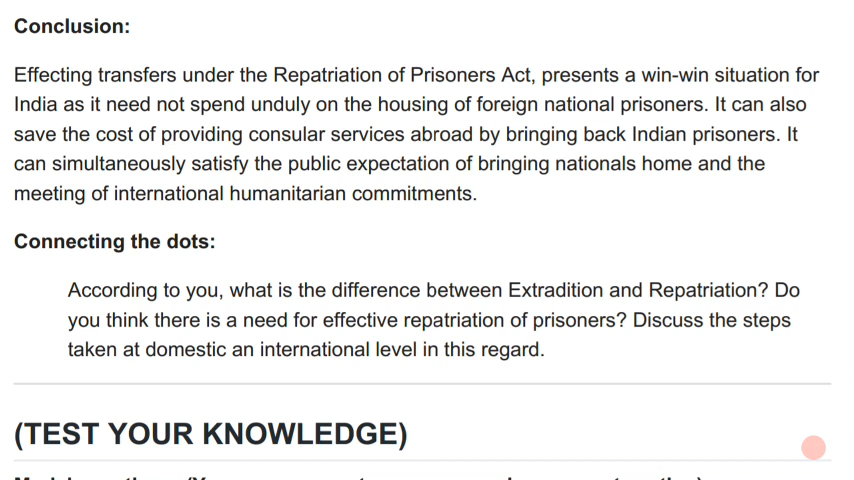 Conclusion:
Effecting transfers under the Repatriation of Prisoners Act, presents a win-win situation for
India as it need not spend unduly on the housing of foreign national prisoners. It can also
save the cost of providing consular services abroad by bringing back Indian prisoners. It
can simultaneously satisfy the public expectation of bringing nationals home and the
meeting of international humanitarian commitments.
Connecting the dots:
According to you, what is the difference between Extradition and Repatriation? Do
you think there is a need for effective repatriation of prisoners? Discuss the steps
taken at domestic an international level in this regard.
(TEST YOUR KNOWLEDGE)